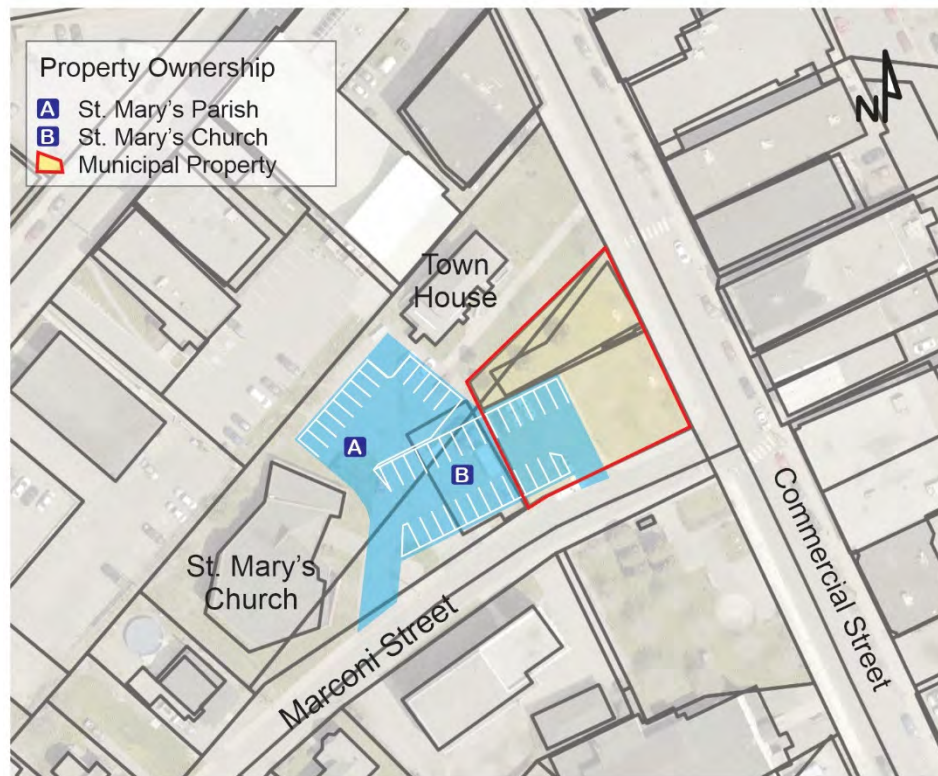 Property Ownership
A St. Mary's Parish
B St. Mary's Church
Municipal Property
N
Town
House
A
B
St. Mary's
Church
Marconi Street
Commercial Street